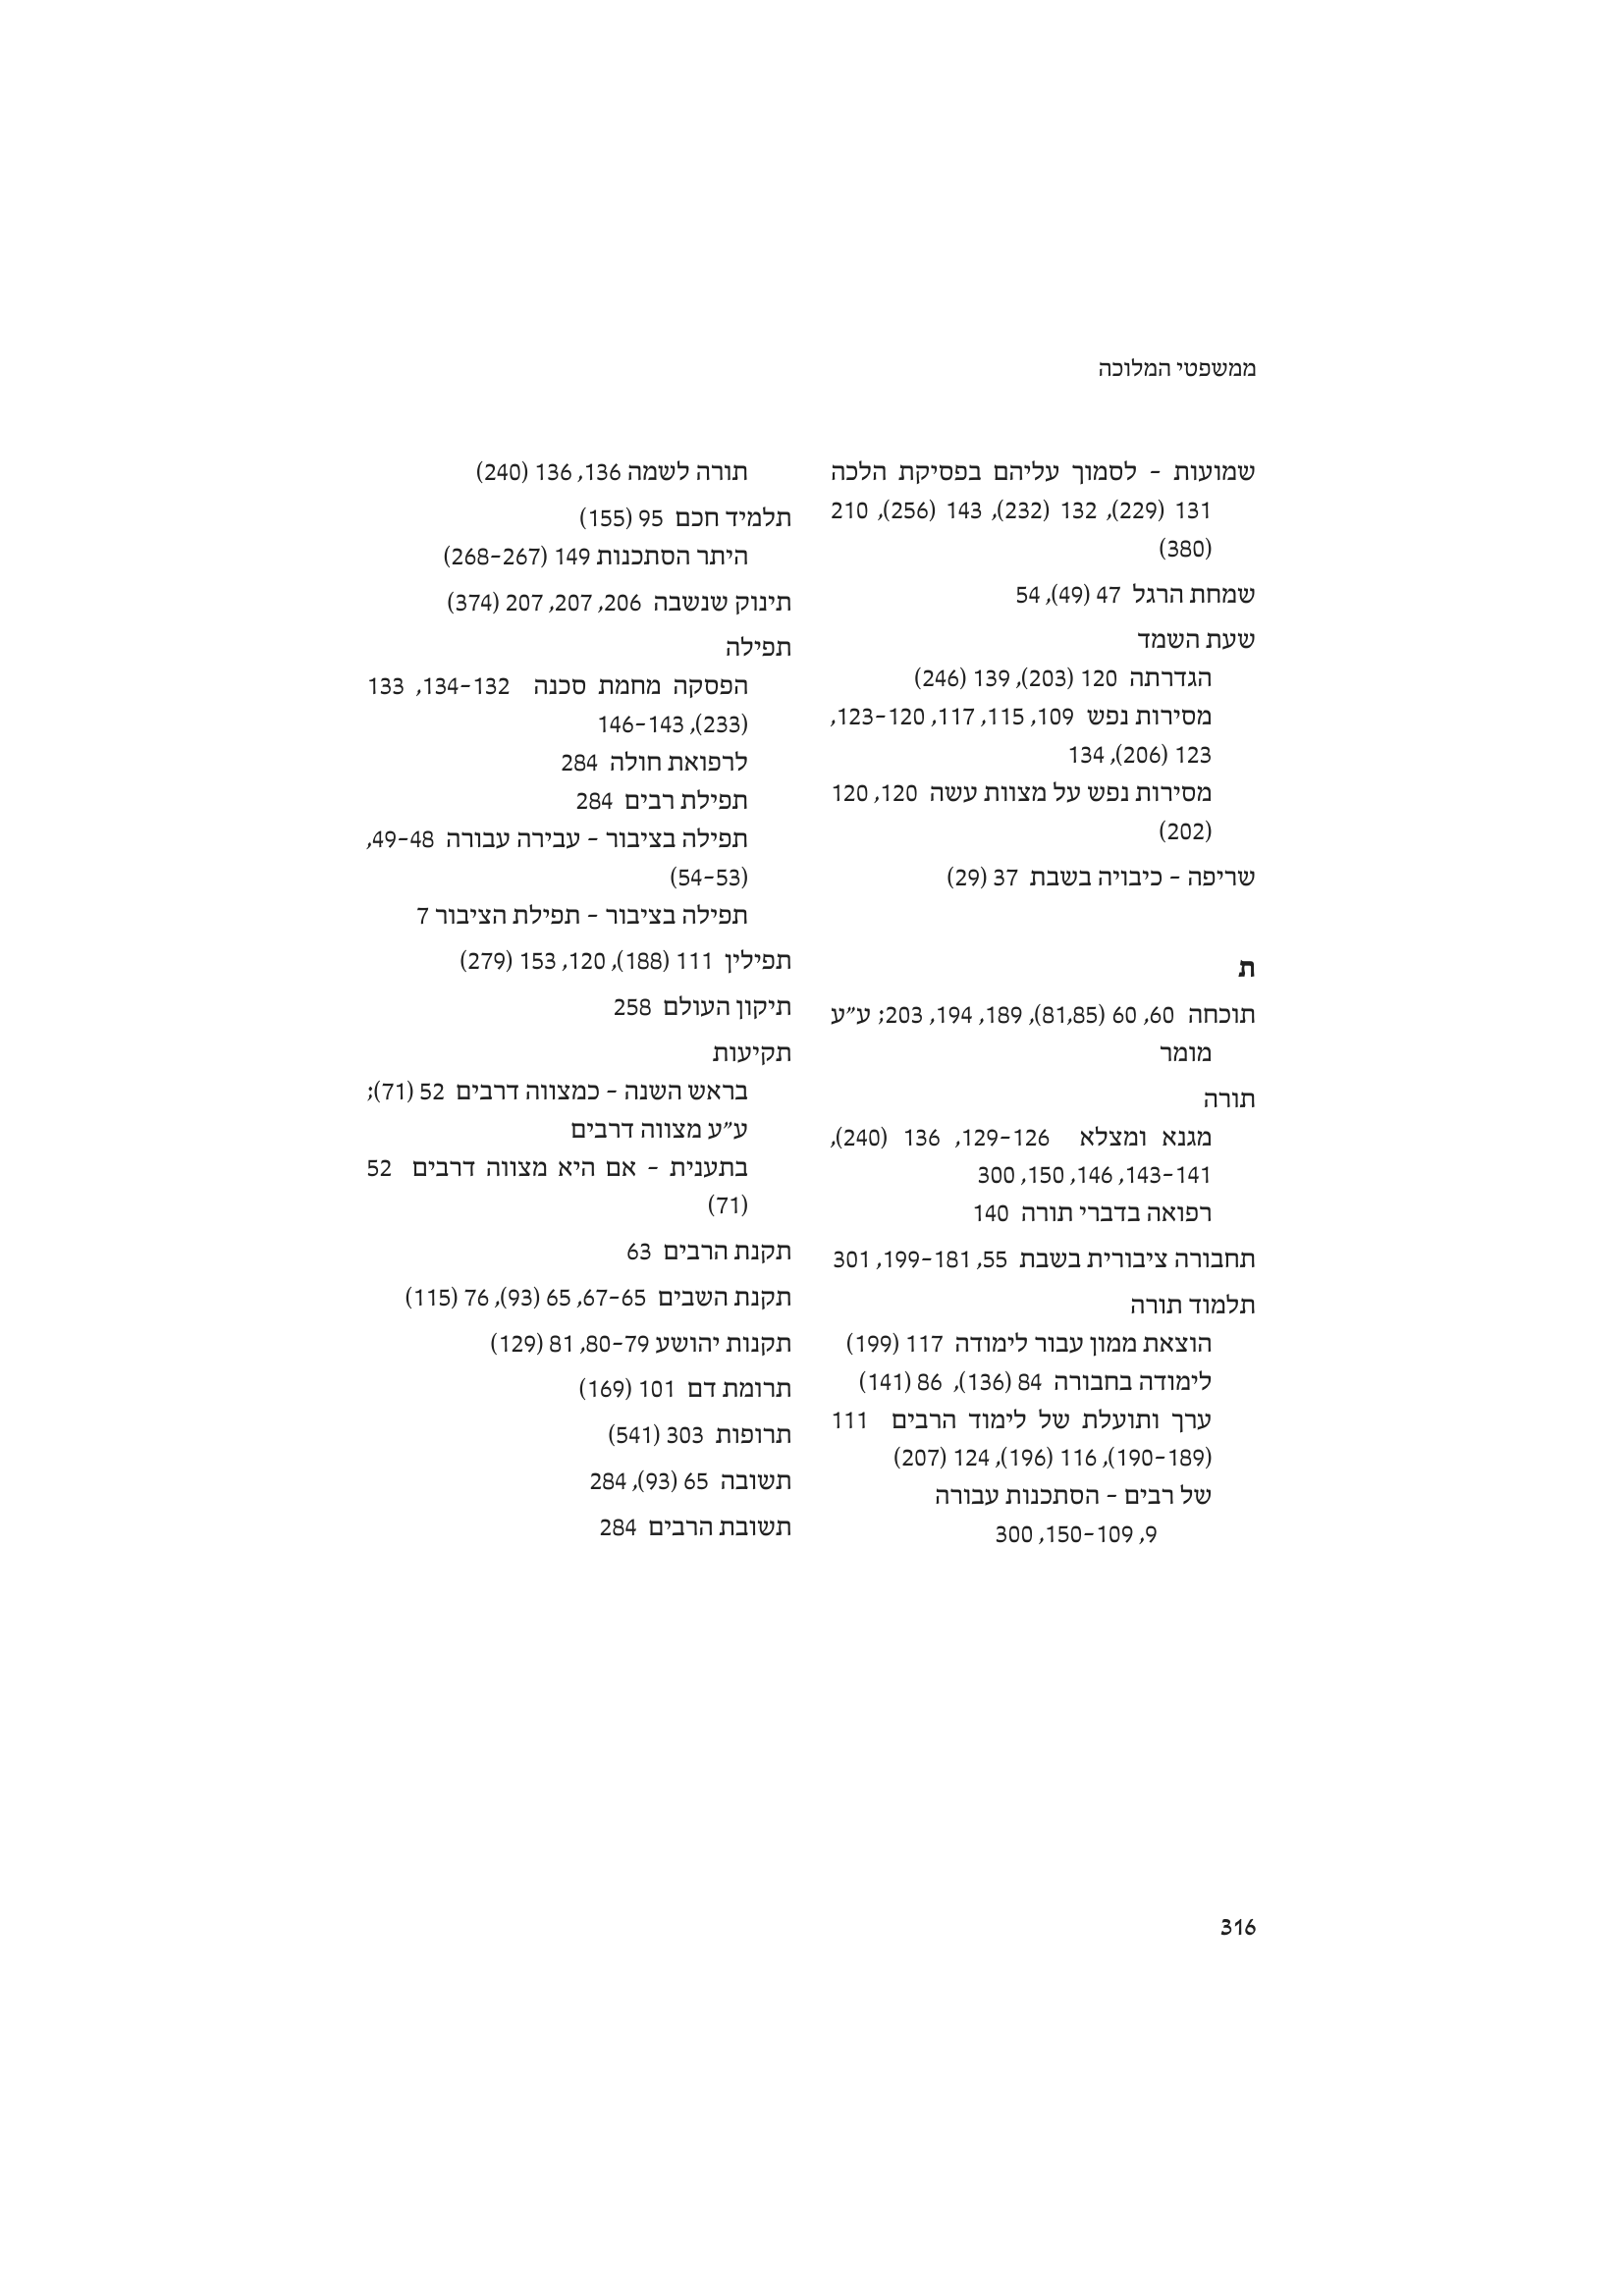 ממשפטי המלוכה
שמועות – לסמוך עליהם בפסיקת הלכה
131 (229), 132 (232), 143 (256), 210
(380)
שמחת הרגל 47 (49), 54
שעת השמד
הגדרתה 120 (203), 139 (246)
מסירות נפש 109, 115, 117, 120–123,
123 (206), 134
מסירות נפש על מצוות עשה 120, 120
(202)
שריפה – כיבויה בשבת 37 (29)
ת
תוכחה 60, 60 (81,85), 189, 194, 203; ע״ע
מומר
תורה
מגנא ומצלא 126–129, 136 (240),
141–143, 146, 150, 300
רפואה בדברי תורה 140
תחבורה ציבורית בשבת 55, 181–199, 301
תלמוד תורה
הוצאת ממון עבור לימודה 117 (199)
לימודה בחבורה 84 (136), 86 (141)
ערך ותועלת של לימוד הרבים 111
(189–190), 116 (196), 124 (207)
של רבים – הסתכנות עבורה
9, 109–150, 300
תורה לשמה 136, 136 (240)
תלמיד חכם 95 (155)
היתר הסתכנות 149 (267–268)
תינוק שנשבה 206, 207, 207 (374)
תפילה
הפסקה מחמת סכנה 132–134, 133
(233), 143–146
לרפואת חולה 284
תפילת רבים 284
תפילה בציבור – עבירה עבורה 48–49,
(53–54)
תפילה בציבור – תפילת הציבור 7
תפילין 111 (188), 120, 153 (279)
תיקון העולם 258
תקיעות
בראש השנה – כמצווה דרבים 52 (71);
ע״ע מצווה דרבים
בתענית – אם היא מצווה דרבים 52
(71)
תקנת הרבים 63
תקנת השבים 65–67, 65 (93), 76 (115)
תקנות יהושע 79–80, 81 (129)
תרומת דם 101 (169)
תרופות 303 (541)
תשובה 65 (93), 284
תשובת הרבים 284
316